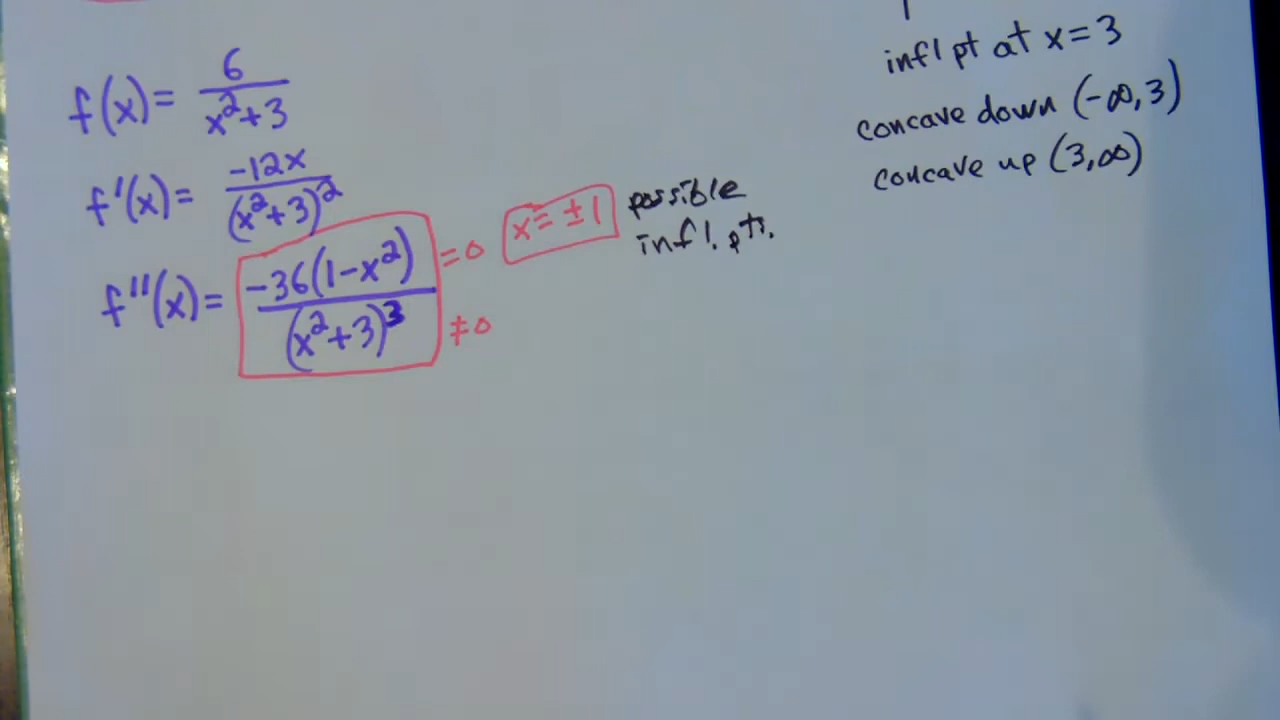 f(x) = 6 / (x²+3)
f'(x) = -12x / (x²+3)²
f''(x) = -36(1-x²) / (x²+3)³
= 0
≠ 0
x = ±1
possible
infl. pts.
infl pt at x = 3
concave down (-∞, 3)
concave up (3, ∞)